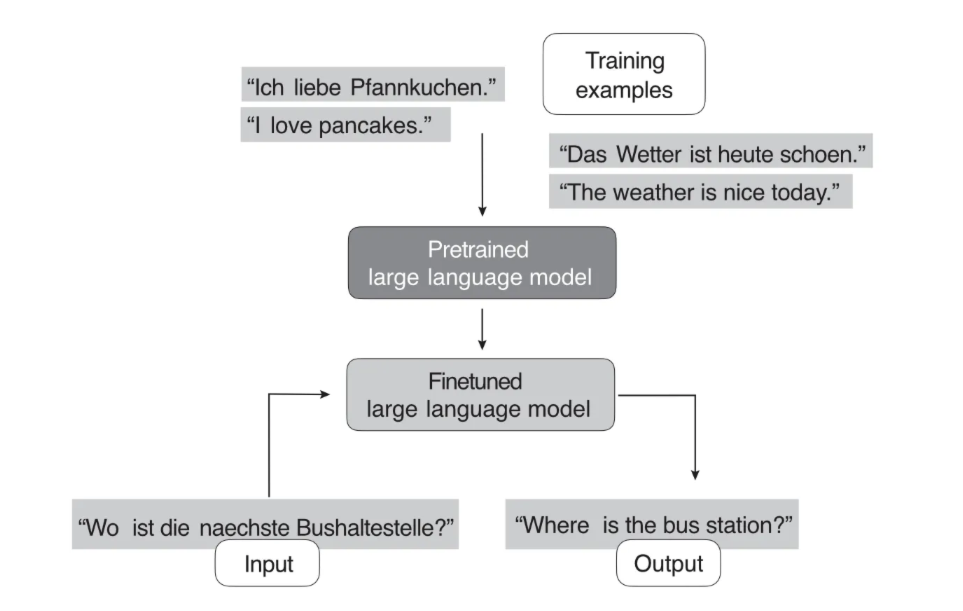 “Ich liebe Pfannkuchen.”
“I love pancakes.”
Training
examples
“Das Wetter ist heute schoen.”
“The weather is nice today.”
Pretrained
large language model
Finetuned
large language model
“Wo ist die naechste Bushaltestelle?”
Input
“Where is the bus station?”
Output